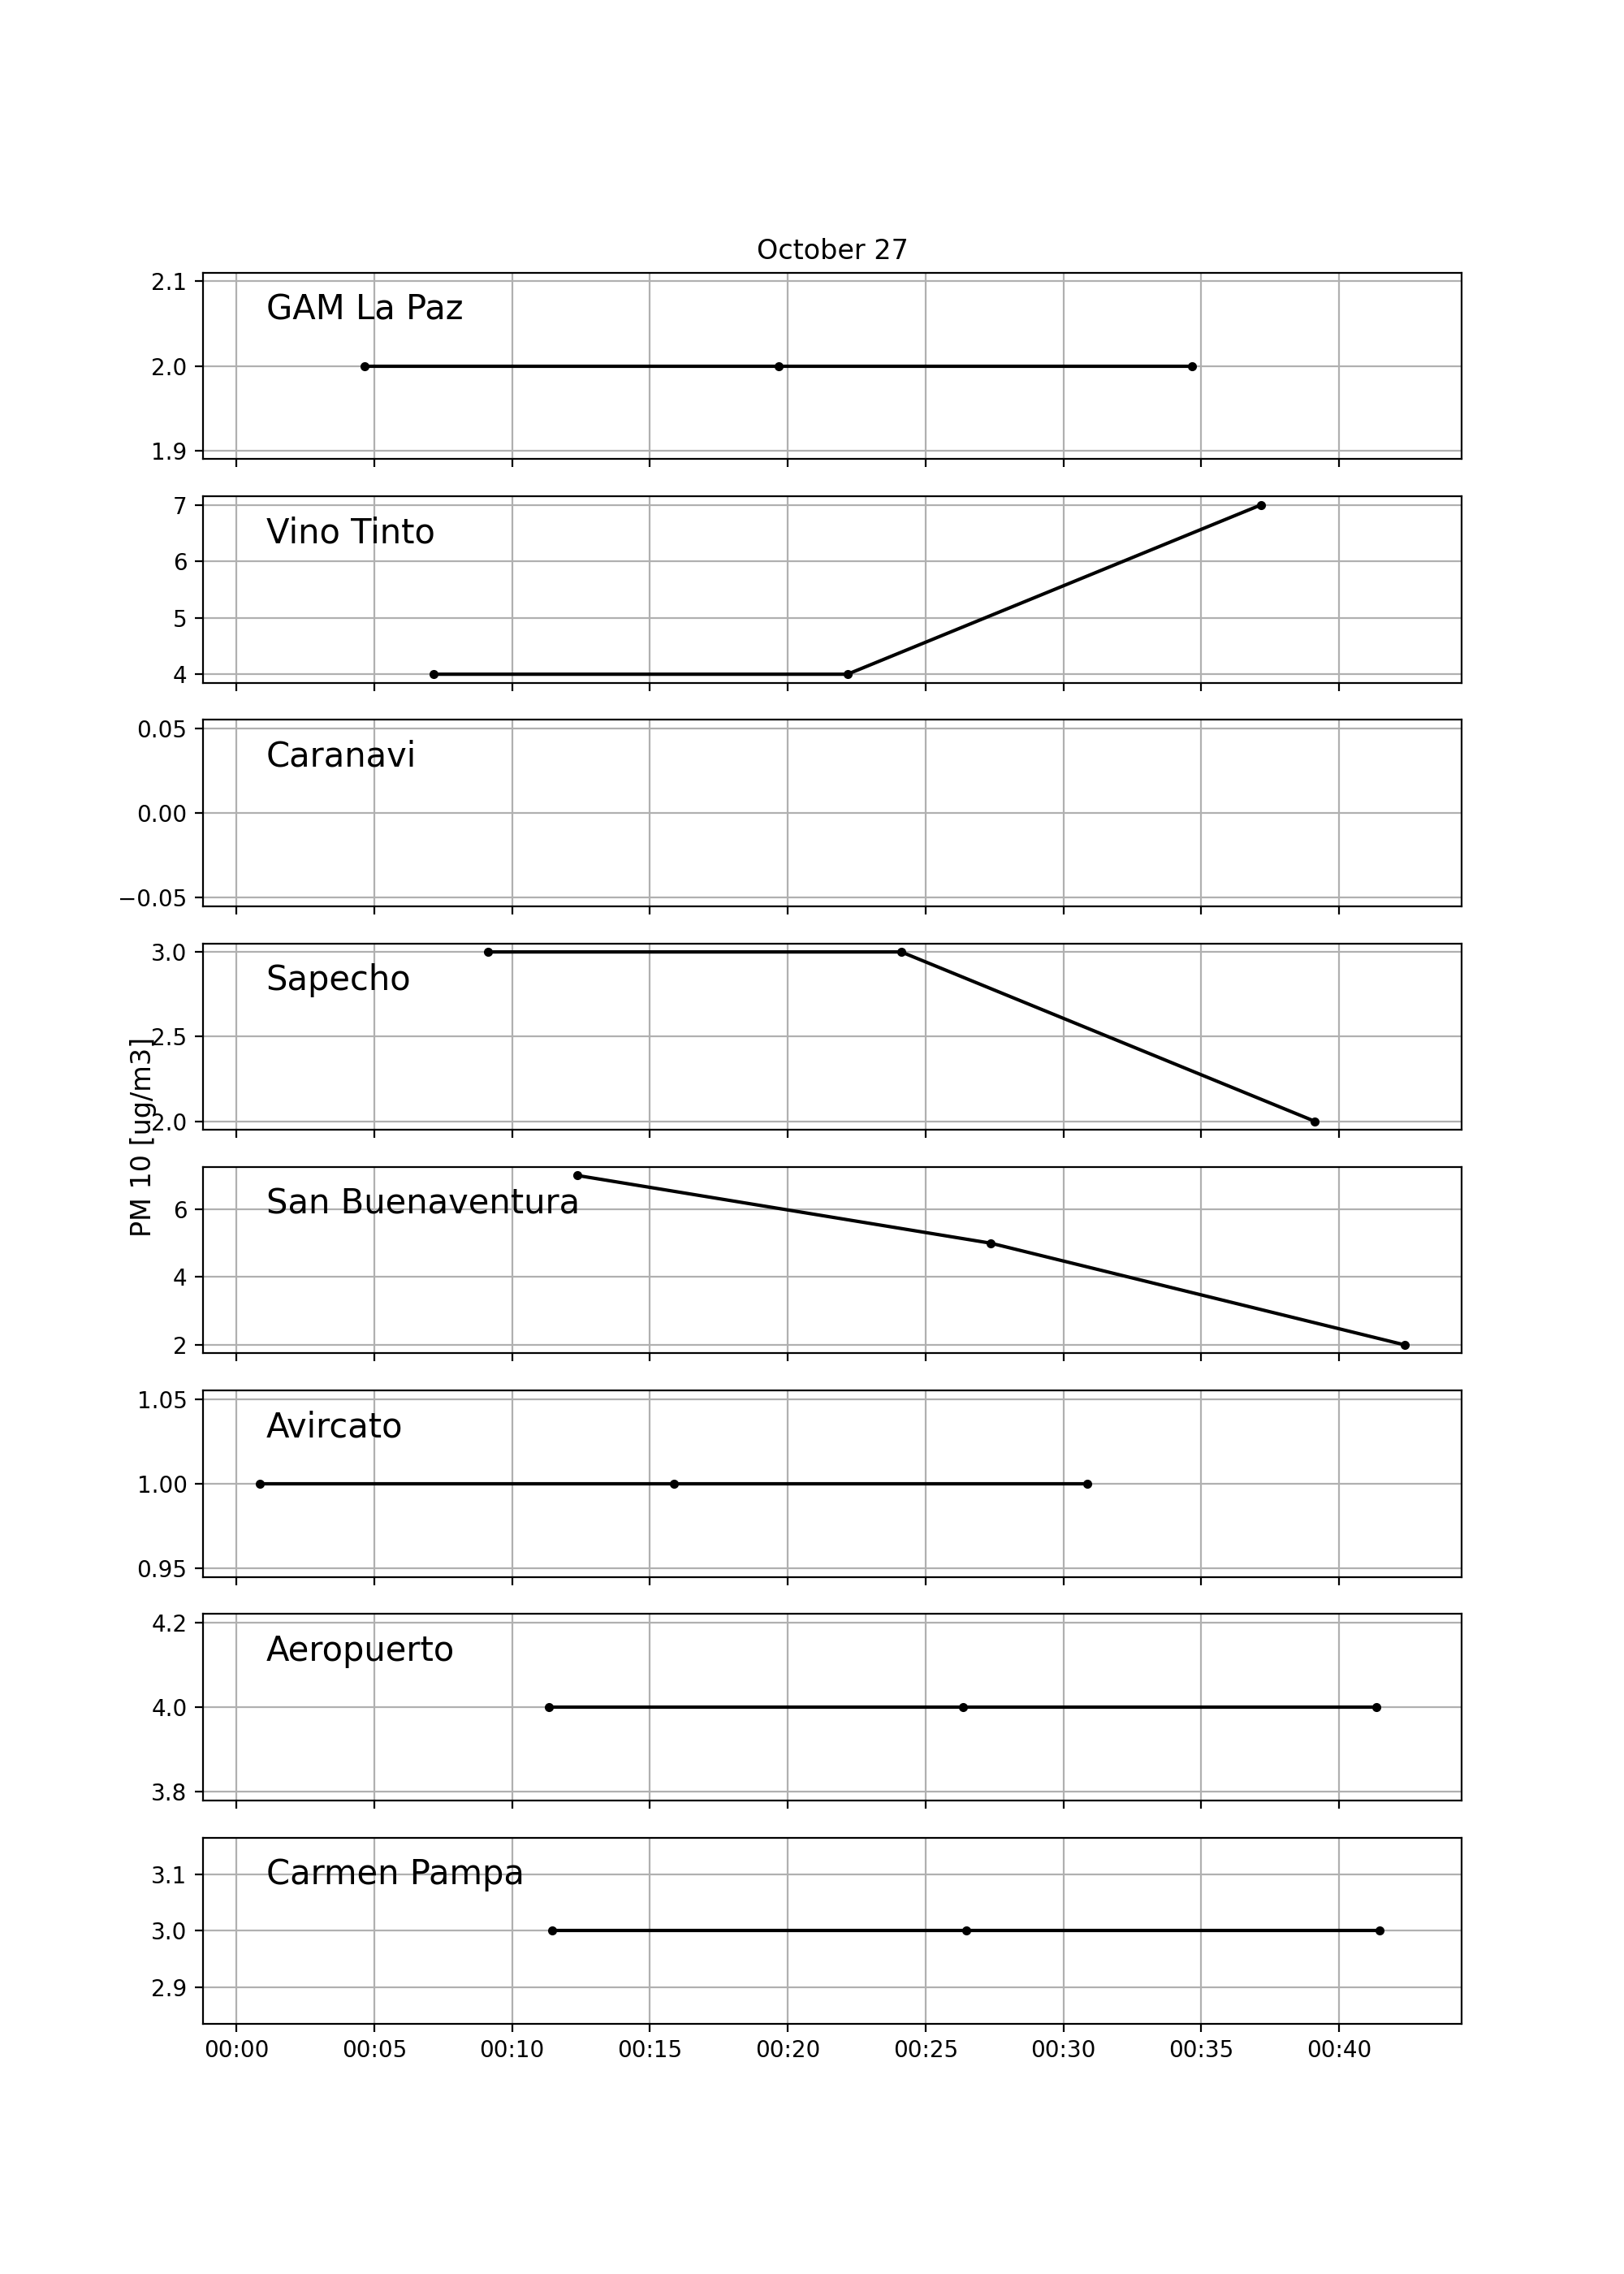 October 27
2.1
GAM La Paz
2.0
1.9
7
Vino Tinto
6
5
4
0.05
Caranavi
0.00
−0.05
3.0
Sapecho
2.5
2.0
PM 10 [ug/m3]
San Buenaventura
6
4
2
1.05
Avircato
1.00
0.95
4.2
Aeropuerto
4.0
3.8
Carmen Pampa
3.1
3.0
2.9
00:00 00:05 00:10 00:15 00:20 00:25 00:30 00:35 00:40